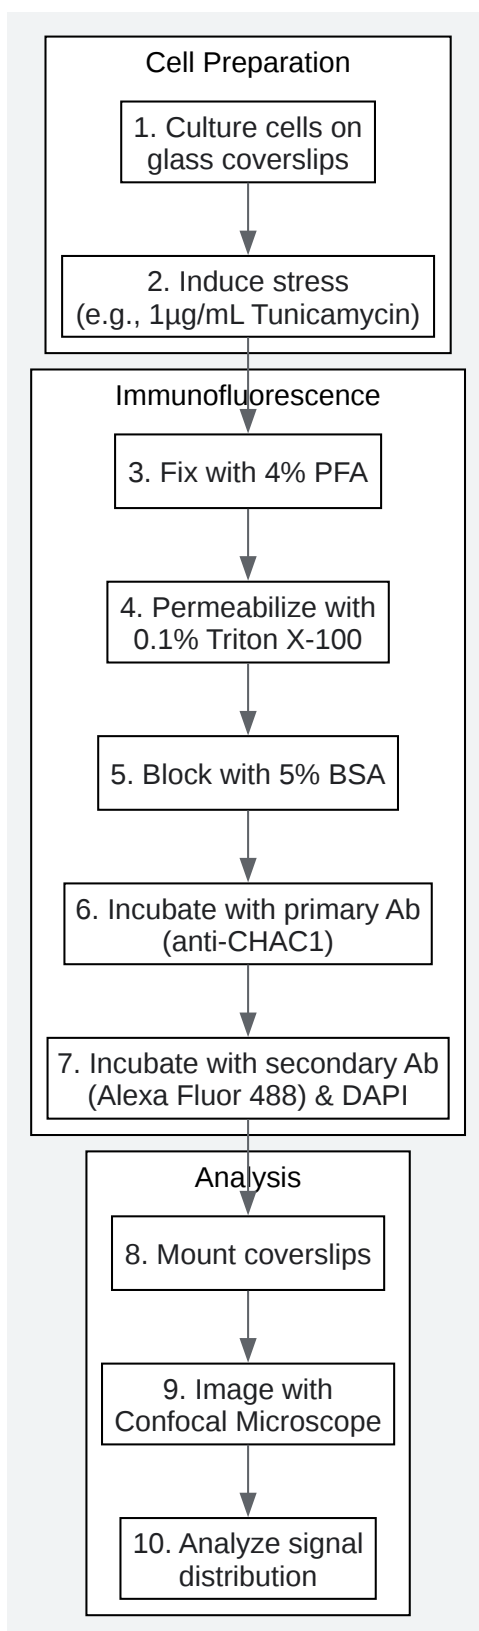 Cell Preparation
1. Culture cells on
glass coverslips
2. Induce stress
(e.g., 1µg/mL Tunicamycin)
Immunofluorescence
3. Fix with 4% PFA
4. Permeabilize with
0.1% Triton X-100
5. Block with 5% BSA
6. Incubate with primary Ab
(anti-CHAC1)
7. Incubate with secondary Ab
(Alexa Fluor 488) & DAPI
Analysis
8. Mount coverslips
9. Image with
Confocal Microscope
10. Analyze signal
distribution